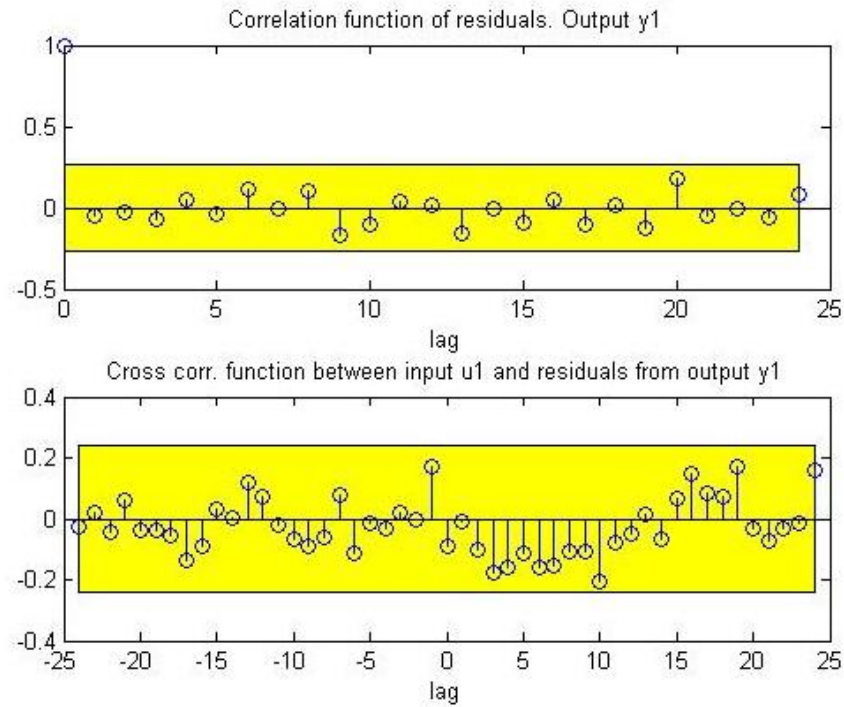 Correlation function of residuals. Output y1
1
0.5
0
-0.5
0 5 10 15 20 25
lag
Cross corr. function between input u1 and residuals from output y1
0.4
0.2
0
-0.2
-0.4
-25 -20 -15 -10 -5 0 5 10 15 20 25
lag